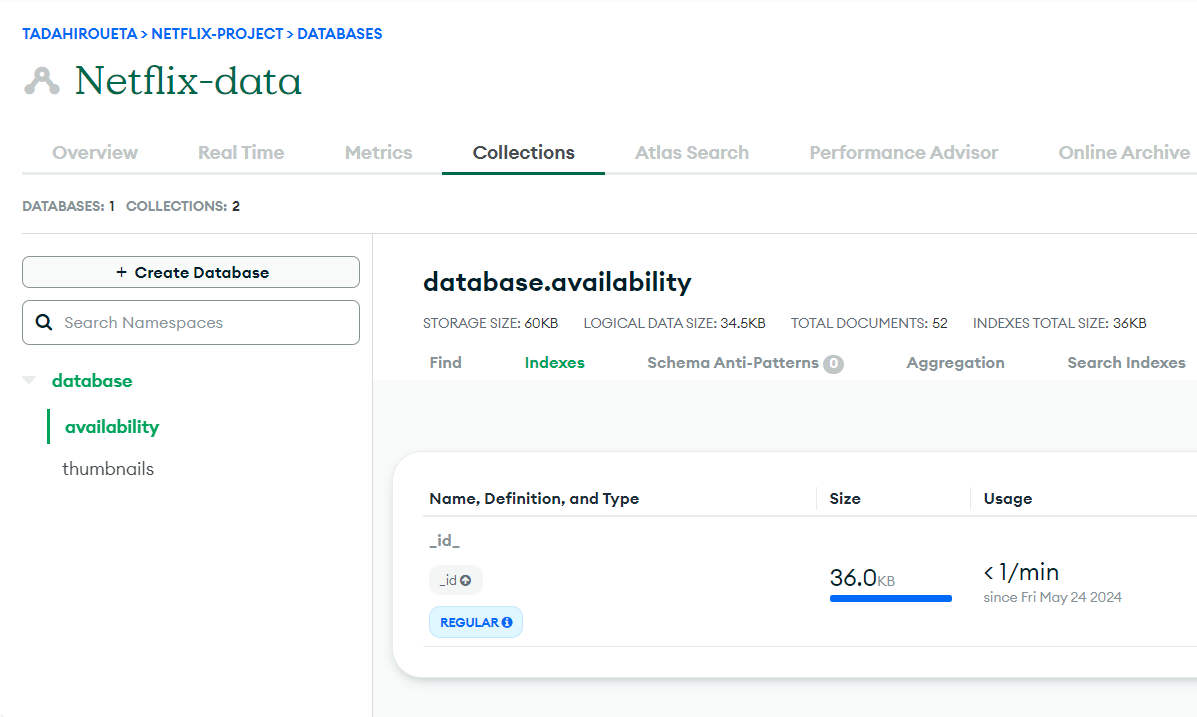 TADAHIROUETA > NETFLIX-PROJECT > DATABASES
Netflix-data
Overview Real Time Metrics Collections Atlas Search Performance Advisor Online Archive
DATABASES: 1 COLLECTIONS: 2
+ Create Database
Search Namespaces
database
availability
thumbnails
database.availability
STORAGE SIZE: 60KB LOGICAL DATA SIZE: 34.5KB TOTAL DOCUMENTS: 52 INDEXES TOTAL SIZE: 36KB
Find Indexes Schema Anti-Patterns 0 Aggregation Search Indexes
Name, Definition, and Type Size Usage
_id_
_id
REGULAR
36.0KB
< 1/min
since Fri May 24 2024